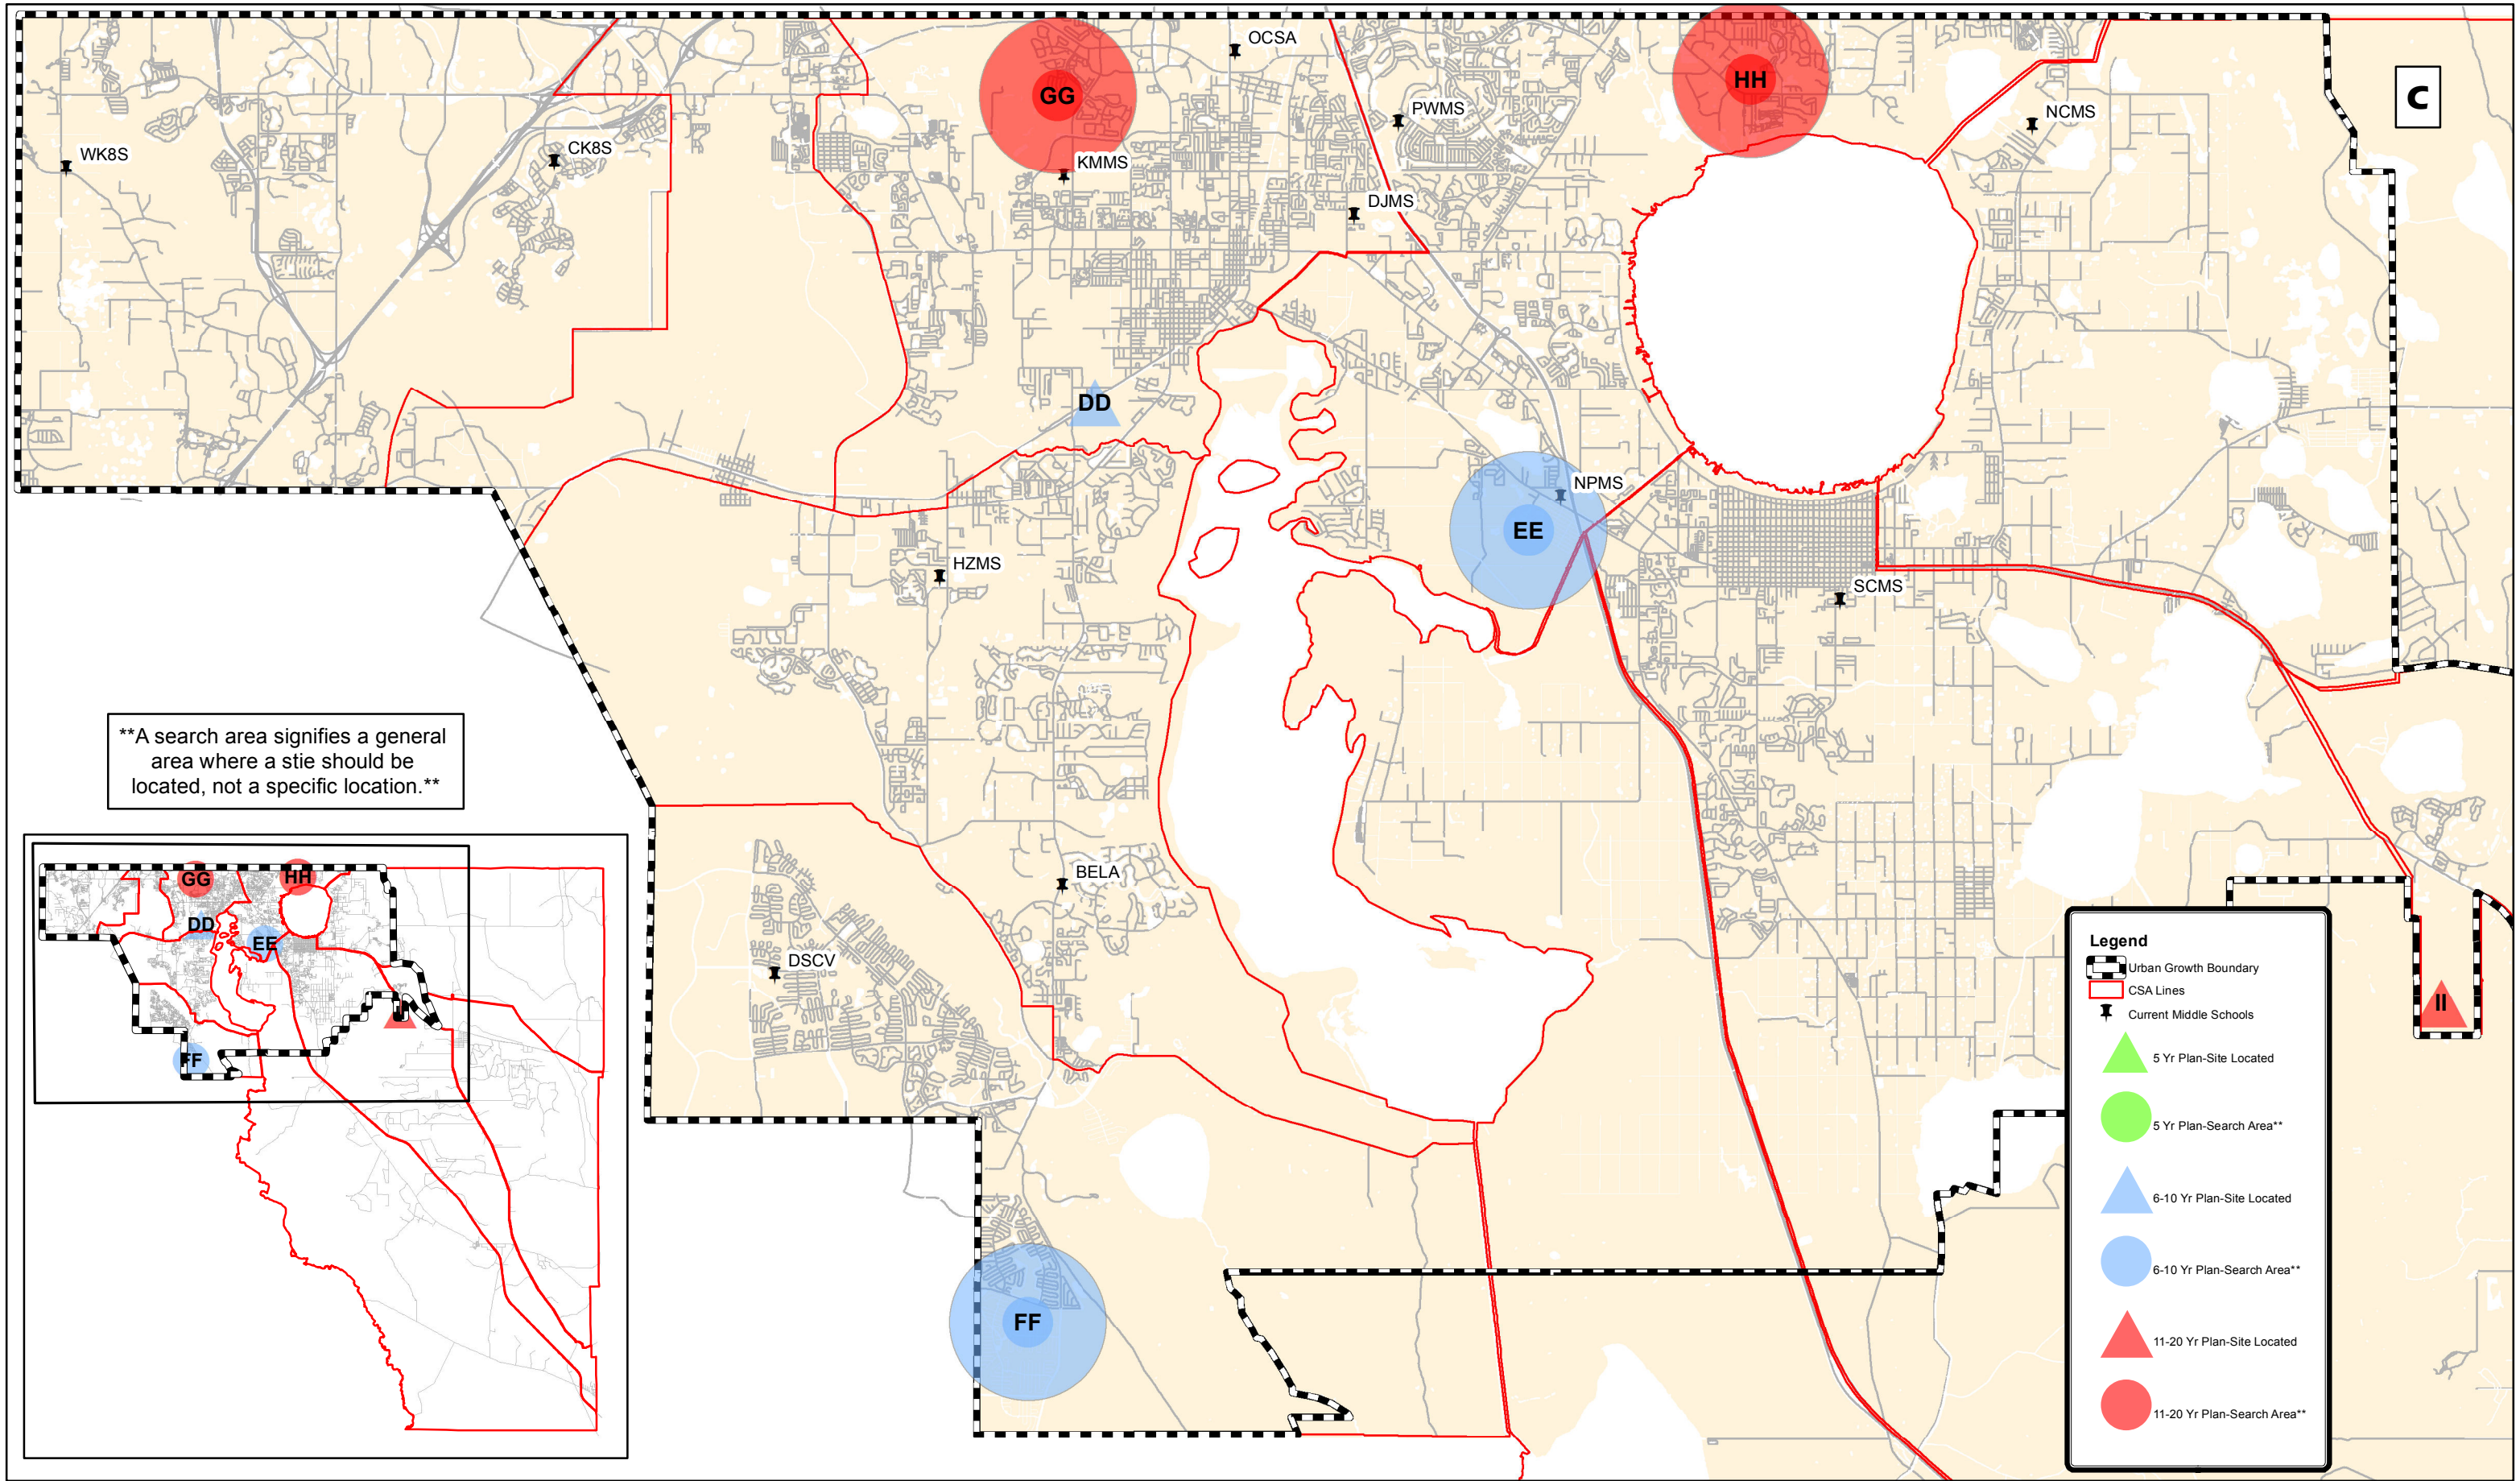 OCSA
C
GG
HH
PWMS
NCMS
WK8S
CK8S
KMMS
DJMS
DD
NPMS
EE
HZMS
SCMS
**A search area signifies a general
area where a stie should be
located, not a specific location.**
BELA
DSCV
II
FF
GG
HH
DD
EE
II
FF
Legend
Urban Growth Boundary
CSA Lines
Current Middle Schools
5 Yr Plan-Site Located
5 Yr Plan-Search Area**
6-10 Yr Plan-Site Located
6-10 Yr Plan-Search Area**
11-20 Yr Plan-Site Located
11-20 Yr Plan-Search Area**